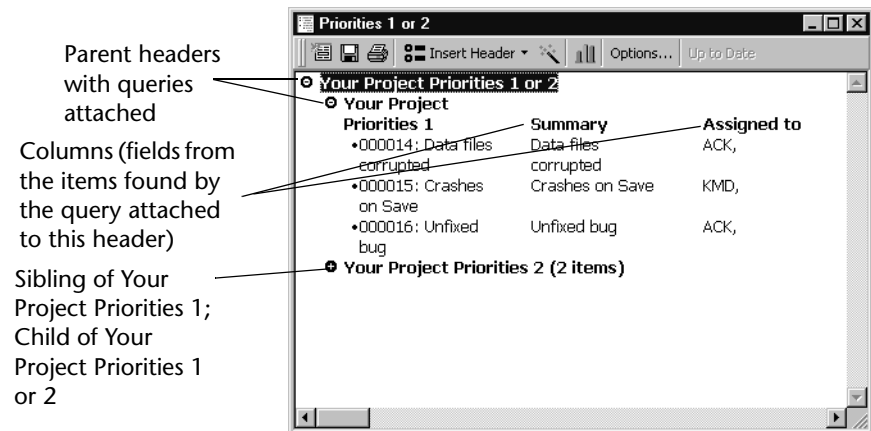 Priorities 1 or 2
Insert Header
Options...
Up to Date
Parent headers
with queries
attached
Columns (fields from
the items found by
the query attached
to this header)
Sibling of Your
Project Priorities 1;
Child of Your
Project Priorities 1
or 2
Your Project Priorities 1 or 2
Your Project
Priorities 1 Summary Assigned to
•000014: Data files Data files ACK,
corrupted corrupted
•000015: Crashes Crashes on Save KMD,
on Save
•000016: Unfixed Unfixed bug ACK,
bug
Your Project Priorities 2 (2 items)